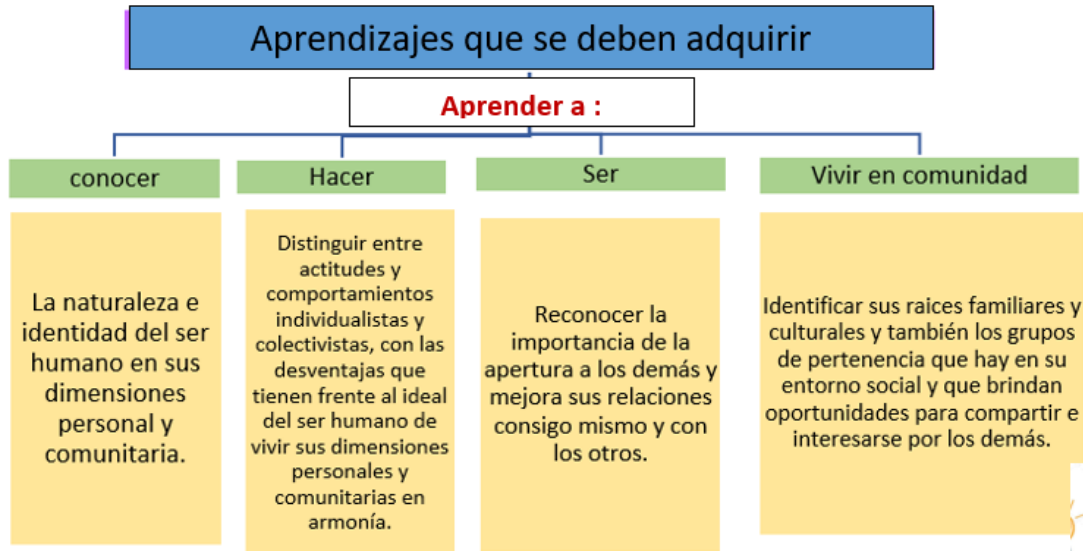 Aprendizajes que se deben adquirir
Aprender a :
conocer
La naturaleza e
identidad del ser
humano en sus
dimensiones
personal y
comunitaria.
Hacer
Distinguir entre
actitudes y
comportamientos
individualistas y
colectivistas, con las
desventajas que
tienen frente al ideal
del ser humano de
vivir sus dimensiones
personales y
comunitarias en
armonía.
Ser
Reconocer la
importancia de la
apertura a los demás y
mejora sus relaciones
consigo mismo y con
los otros.
Vivir en comunidad
Identificar sus raices familiares y
culturales y también los grupos
de pertenencia que hay en su
entorno social y que brindan
oportunidades para compartir e
interesarse por los demás.